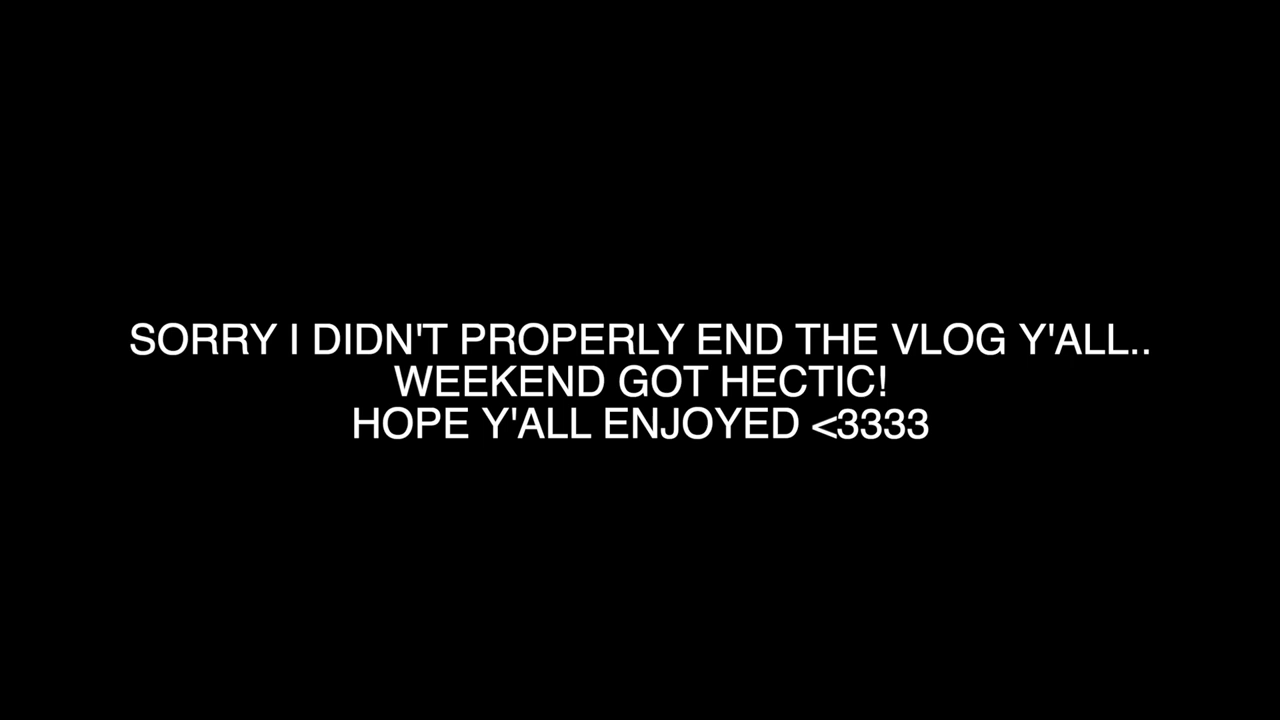 SORRY I DIDN'T PROPERLY END THE VLOG Y'ALL..
WEEKEND GOT HECTIC!
HOPE Y'ALL ENJOYED <3333